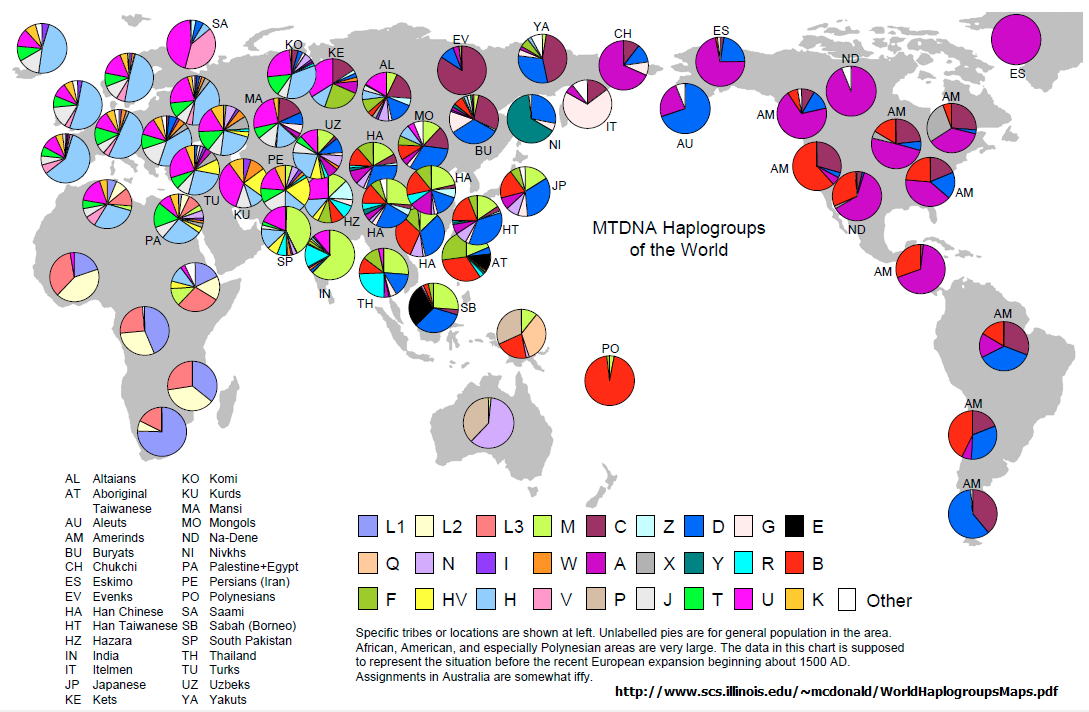 SA
KO
KE
EV
YA
CH
ES
ES
AL
ND
MA
MO
HA
UZ
BU
NI
IT
AU
AM
AM
AM
PE
HA
JP
AM
AM
TU
KU
HZ
HA
HT
ND
PA
SP
IN
HA
AT
TH
SB
AM
PO
AM
AM
AM
MTDNA Haplogroups
of the World
AL Altaians KO Komi
AT Aboriginal KU Kurds
Taiwanese MA Mansi
AU Aleuts MO Mongols
AM Amerinds ND Na-Dene
BU Buryats NI Nivkhs
CH Chukchi PA Palestine+Egypt
ES Eskimo PE Persians (Iran)
EV Evenks PO Polynesians
HA Han Chinese SA Saami
HT Han Taiwanese SB Sabah (Borneo)
HZ Hazara SP South Pakistan
IN India TH Thailand
IT Itelmen TU Turks
JP Japanese UZ Uzbeks
KE Kets YA Yakuts
L1 L2 L3 M C Z D G E
Q N I W A X Y R B
F HV H V P J T U K Other
Specific tribes or locations are shown at left. Unlabelled pies are for general population in the area.
African, American, and especially Polynesian areas are very large. The data in this chart is supposed
to represent the situation before the recent European expansion beginning about 1500 AD.
Assignments in Australia are somewhat iffy.
http://www.scs.illinois.edu/~mcdonald/WorldHaplogroupsMaps.pdf